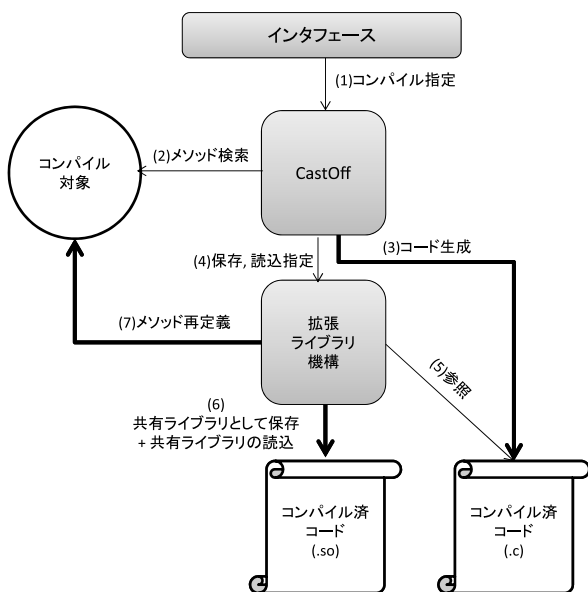 インタフェース
(1)コンパイル指定
コンパイル
対象
(2)メソッド検索
CastOff
(3)コード生成
(4)保存, 読込指定
(7)メソッド再定義
拡張
ライブラリ
機構
(5)参照
(6)
共有ライブラリとして保存
+ 共有ライブラリの読込
コンパイル済
コード
(.so)
コンパイル済
コード
(.c)